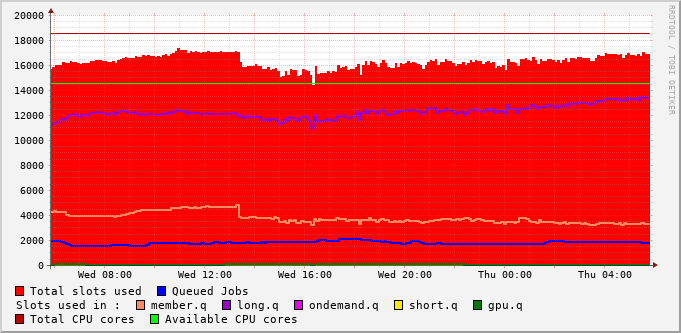 20000
18000
16000
14000
12000
10000
8000
6000
4000
2000
0
Wed 08:00 Wed 12:00 Wed 16:00 Wed 20:00 Thu 00:00 Thu 04:00
RRDTOOL / TOBI OETIKER
Total slots used Queued Jobs
Slots used in : member.q long.q ondemand.q short.q gpu.q
Total CPU cores Available CPU cores